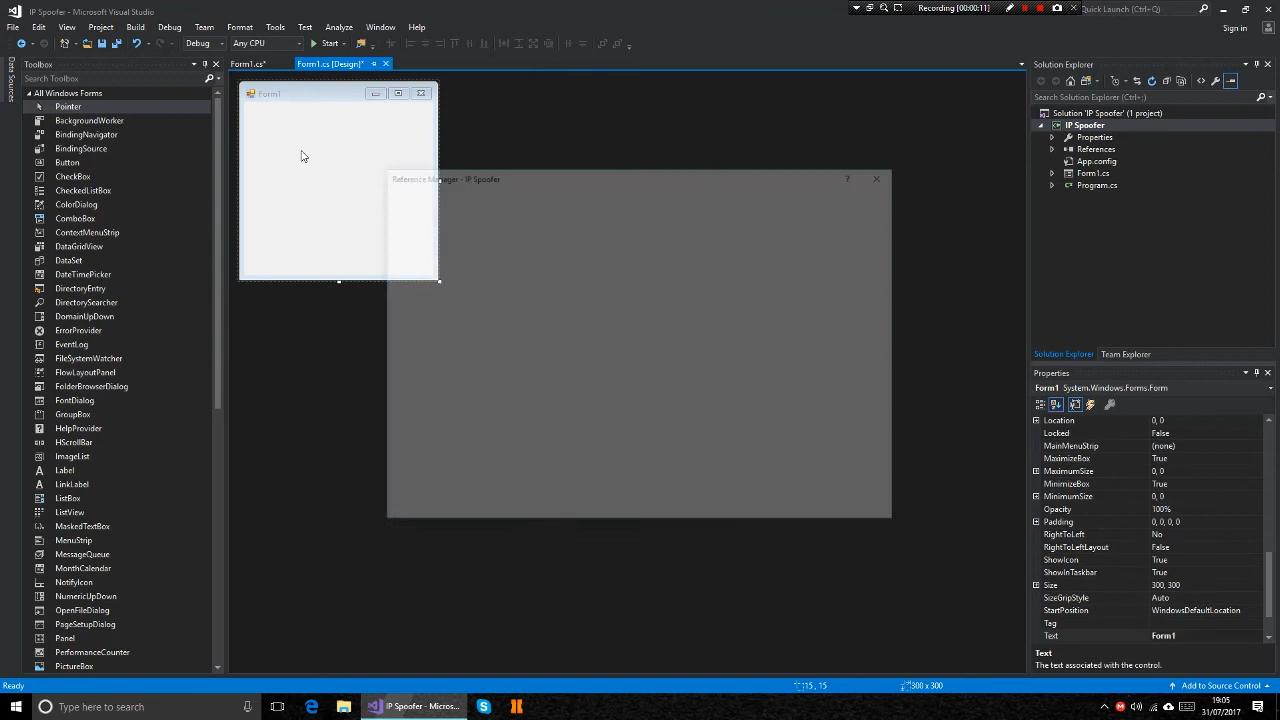 IP Spoofer - Microsoft Visual Studio
Recording [00:00:11]
Quick Launch (Ctrl+Q)
File Edit View Project Build Debug Team Format Tools Test Analyze Window Help
Sign in
Debug Any CPU Start
Data Sources
Toolbox
Search Toolbox
All Windows Forms
Pointer
BackgroundWorker
BindingNavigator
BindingSource
Button
CheckBox
CheckedListBox
ColorDialog
ComboBox
ContextMenuStrip
DataGridView
DataSet
DateTimePicker
DirectoryEntry
DirectorySearcher
DomainUpDown
ErrorProvider
EventLog
FileSystemWatcher
FlowLayoutPanel
FolderBrowserDialog
FontDialog
GroupBox
HelpProvider
HScrollBar
ImageList
Label
LinkLabel
ListBox
ListView
MaskedTextBox
MenuStrip
MessageQueue
MonthCalendar
NotifyIcon
NumericUpDown
OpenFileDialog
PageSetupDialog
Panel
PerformanceCounter
PictureBox
Form1.cs* Form1.cs [Design]*
Form1
Reference Manager - IP Spoofer
Solution Explorer
Search Solution Explorer (Ctrl+;)
Solution 'IP Spoofer' (1 project)
IP Spoofer
Properties
References
App.config
Form1.cs
Program.cs
Solution Explorer Team Explorer
Properties
Form1 System.Windows.Forms.Form
Location 0, 0
Locked False
MainMenuStrip (none)
MaximizeBox True
MaximumSize 0, 0
MinimizeBox True
MinimumSize 0, 0
Opacity 100%
Padding 0, 0, 0, 0
RightToLeft No
RightToLeftLayout False
ShowIcon True
ShowInTaskbar True
Size 300, 300
SizeGripStyle Auto
StartPosition WindowsDefaultLocation
Tag
Text Form1
Text
The text associated with the control.
Ready 15, 15 300 x 300 Add to Source Control
Type here to search
IP Spoofer - Micros...
19:05
31/07/2017